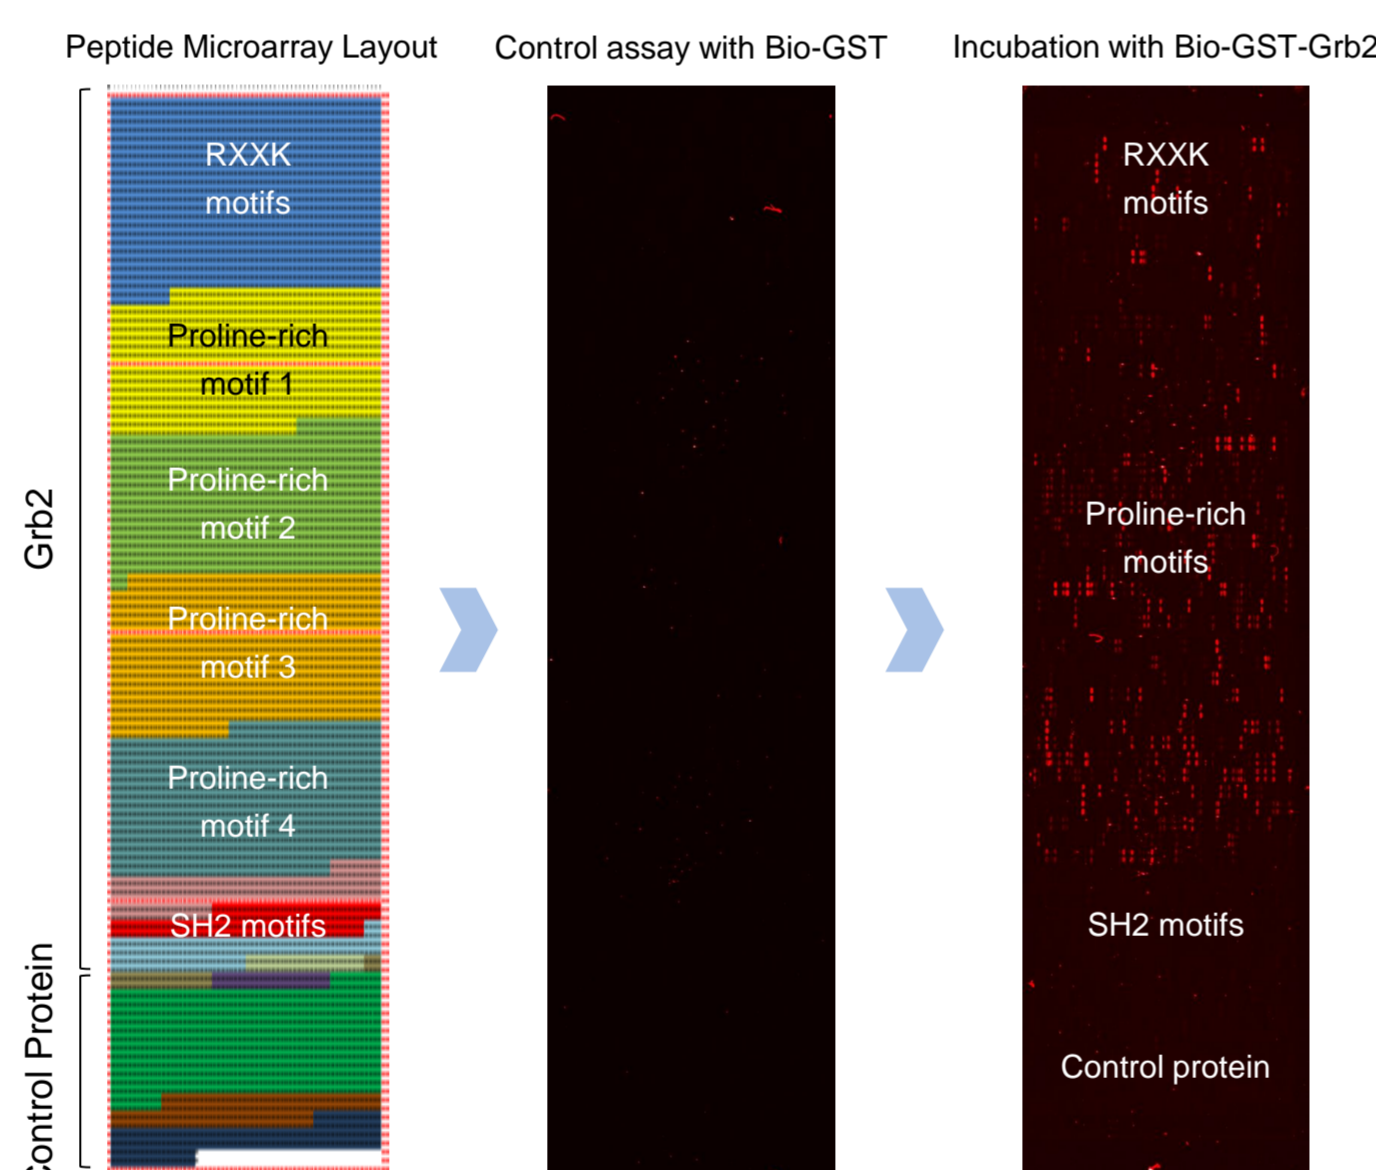 Peptide Microarray Layout
Control assay with Bio-GST
Incubation with Bio-GST-Grb2
Grb2
Control Protein
RXXK
motifs
Proline-rich
motif 1
Proline-rich
motif 2
Proline-rich
motif 3
Proline-rich
motif 4
SH2 motifs
RXXK
motifs
Proline-rich
motifs
SH2 motifs
Control protein